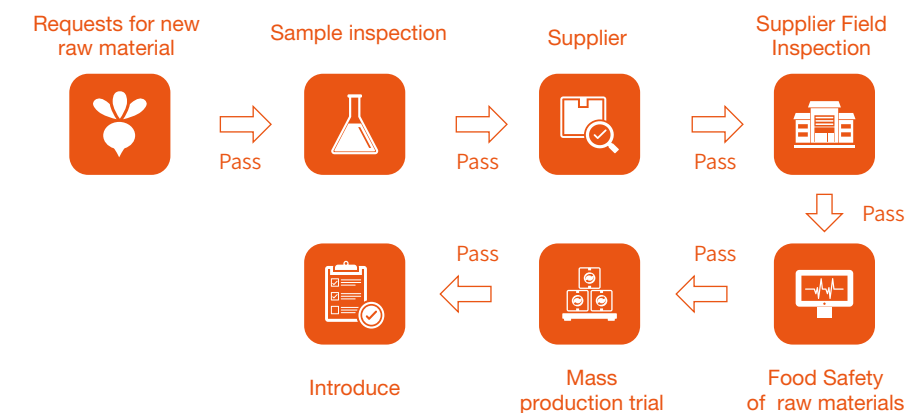 Requests for new
raw material
Sample inspection
Supplier
Supplier Field
Inspection
Pass
Pass
Pass
Pass
Pass
Pass
Introduce
Mass
production trial
Food Safety
of raw materials